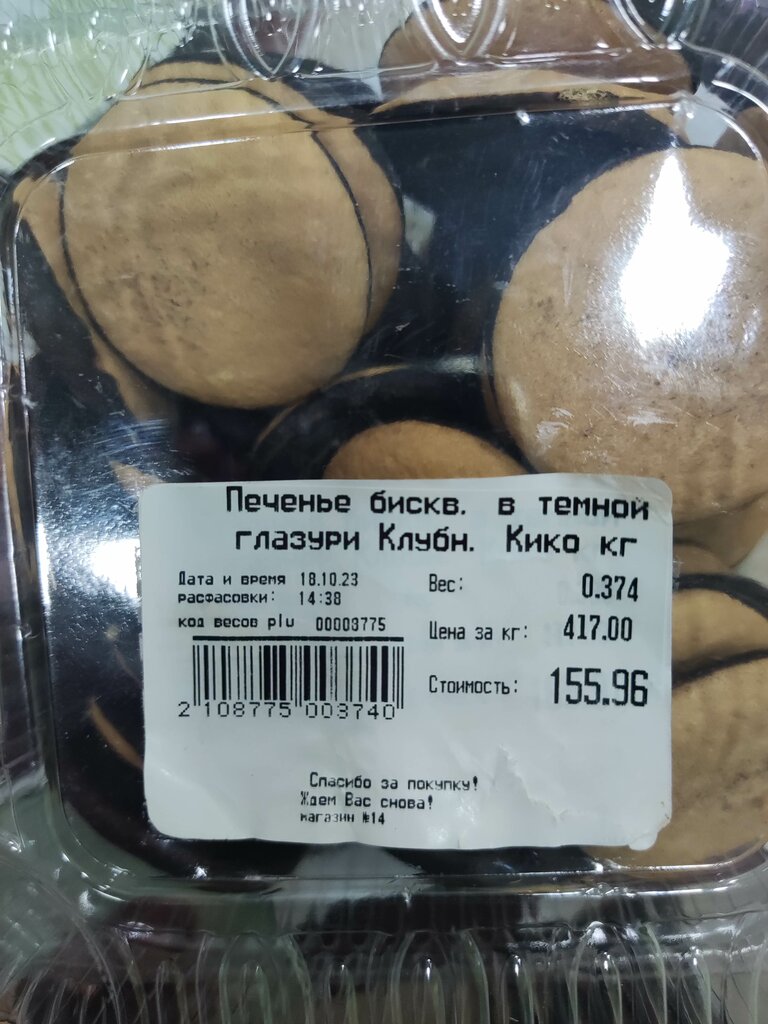 Печенье бискв. в темной
глазури Клубн. Кико кг
Дата и время 18.10.23
расфасовки: 14:38
код весов plu 00008775
2 108775 003740
Вес: 0.374
Цена за кг: 417.00
Стоимость: 155.96
Спасибо за покупку!
Ждем Вас снова!
магазин №14